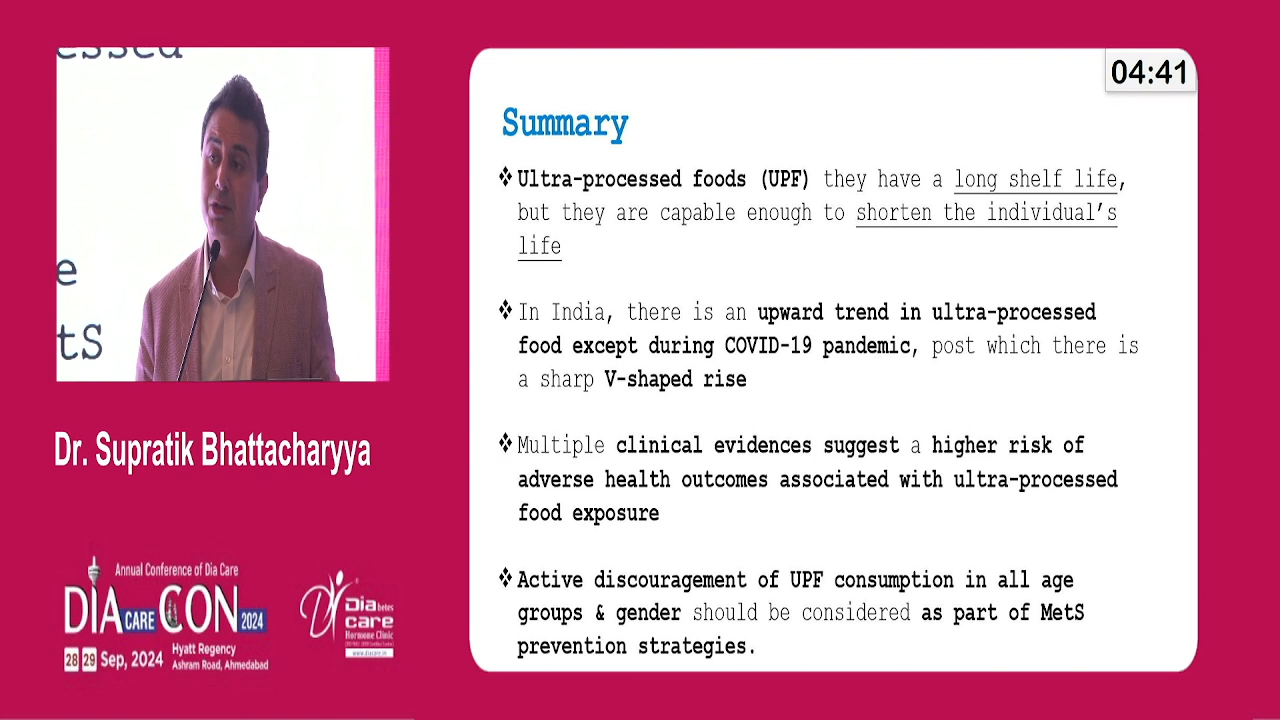 essed
e
tS
Dr. Supratik Bhattacharyya
Annual Conference of Dia Care
DIA CARE CON 2024
28 29 Sep, 2024
Hyatt Regency
Ashram Road, Ahmedabad
Diabetes
care
Hormone Clinic
www.diacare.in
04:41
Summary
❖ Ultra-processed foods (UPF) they have a long shelf life,
but they are capable enough to shorten the individual's
life
❖ In India, there is an upward trend in ultra-processed
food except during COVID-19 pandemic, post which there is
a sharp V-shaped rise
❖ Multiple clinical evidences suggest a higher risk of
adverse health outcomes associated with ultra-processed
food exposure
❖ Active discouragement of UPF consumption in all age
groups & gender should be considered as part of MetS
prevention strategies.